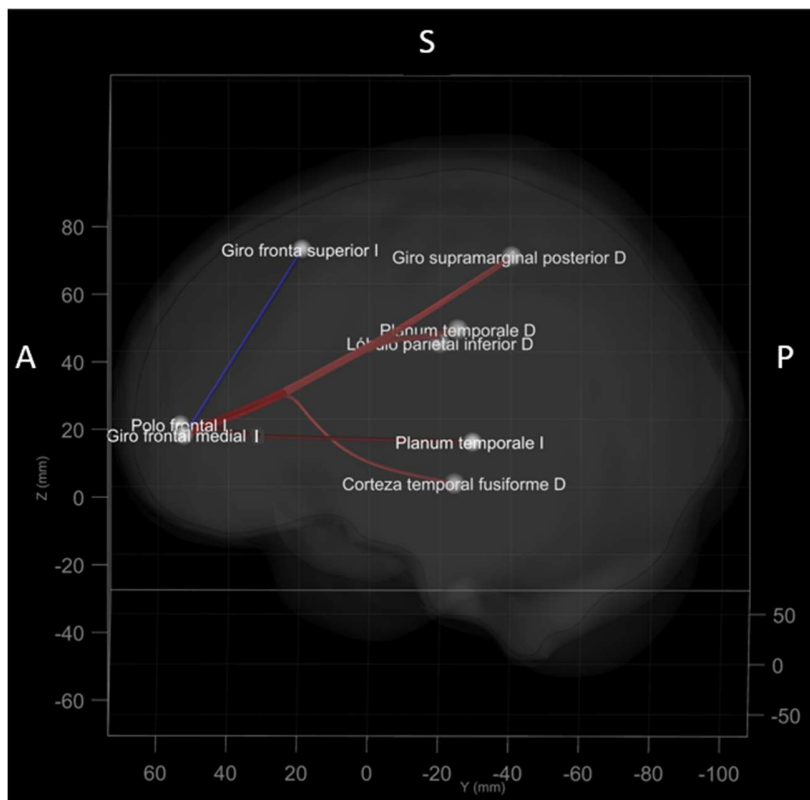 S
80
Giro fronta superior I
Giro supramarginal posterior D
60
Planum temporale D
40
Lóbulo parietal inferior D
A
P
20
Polo frontal I
Giro frontal medial I
Planum temporale I
Z (mm)
Corteza temporal fusiforme D
0
-20
-40
50
0
-60
-50
60
40
20
0
-20
-40
-60
-80
-100
Y (mm)